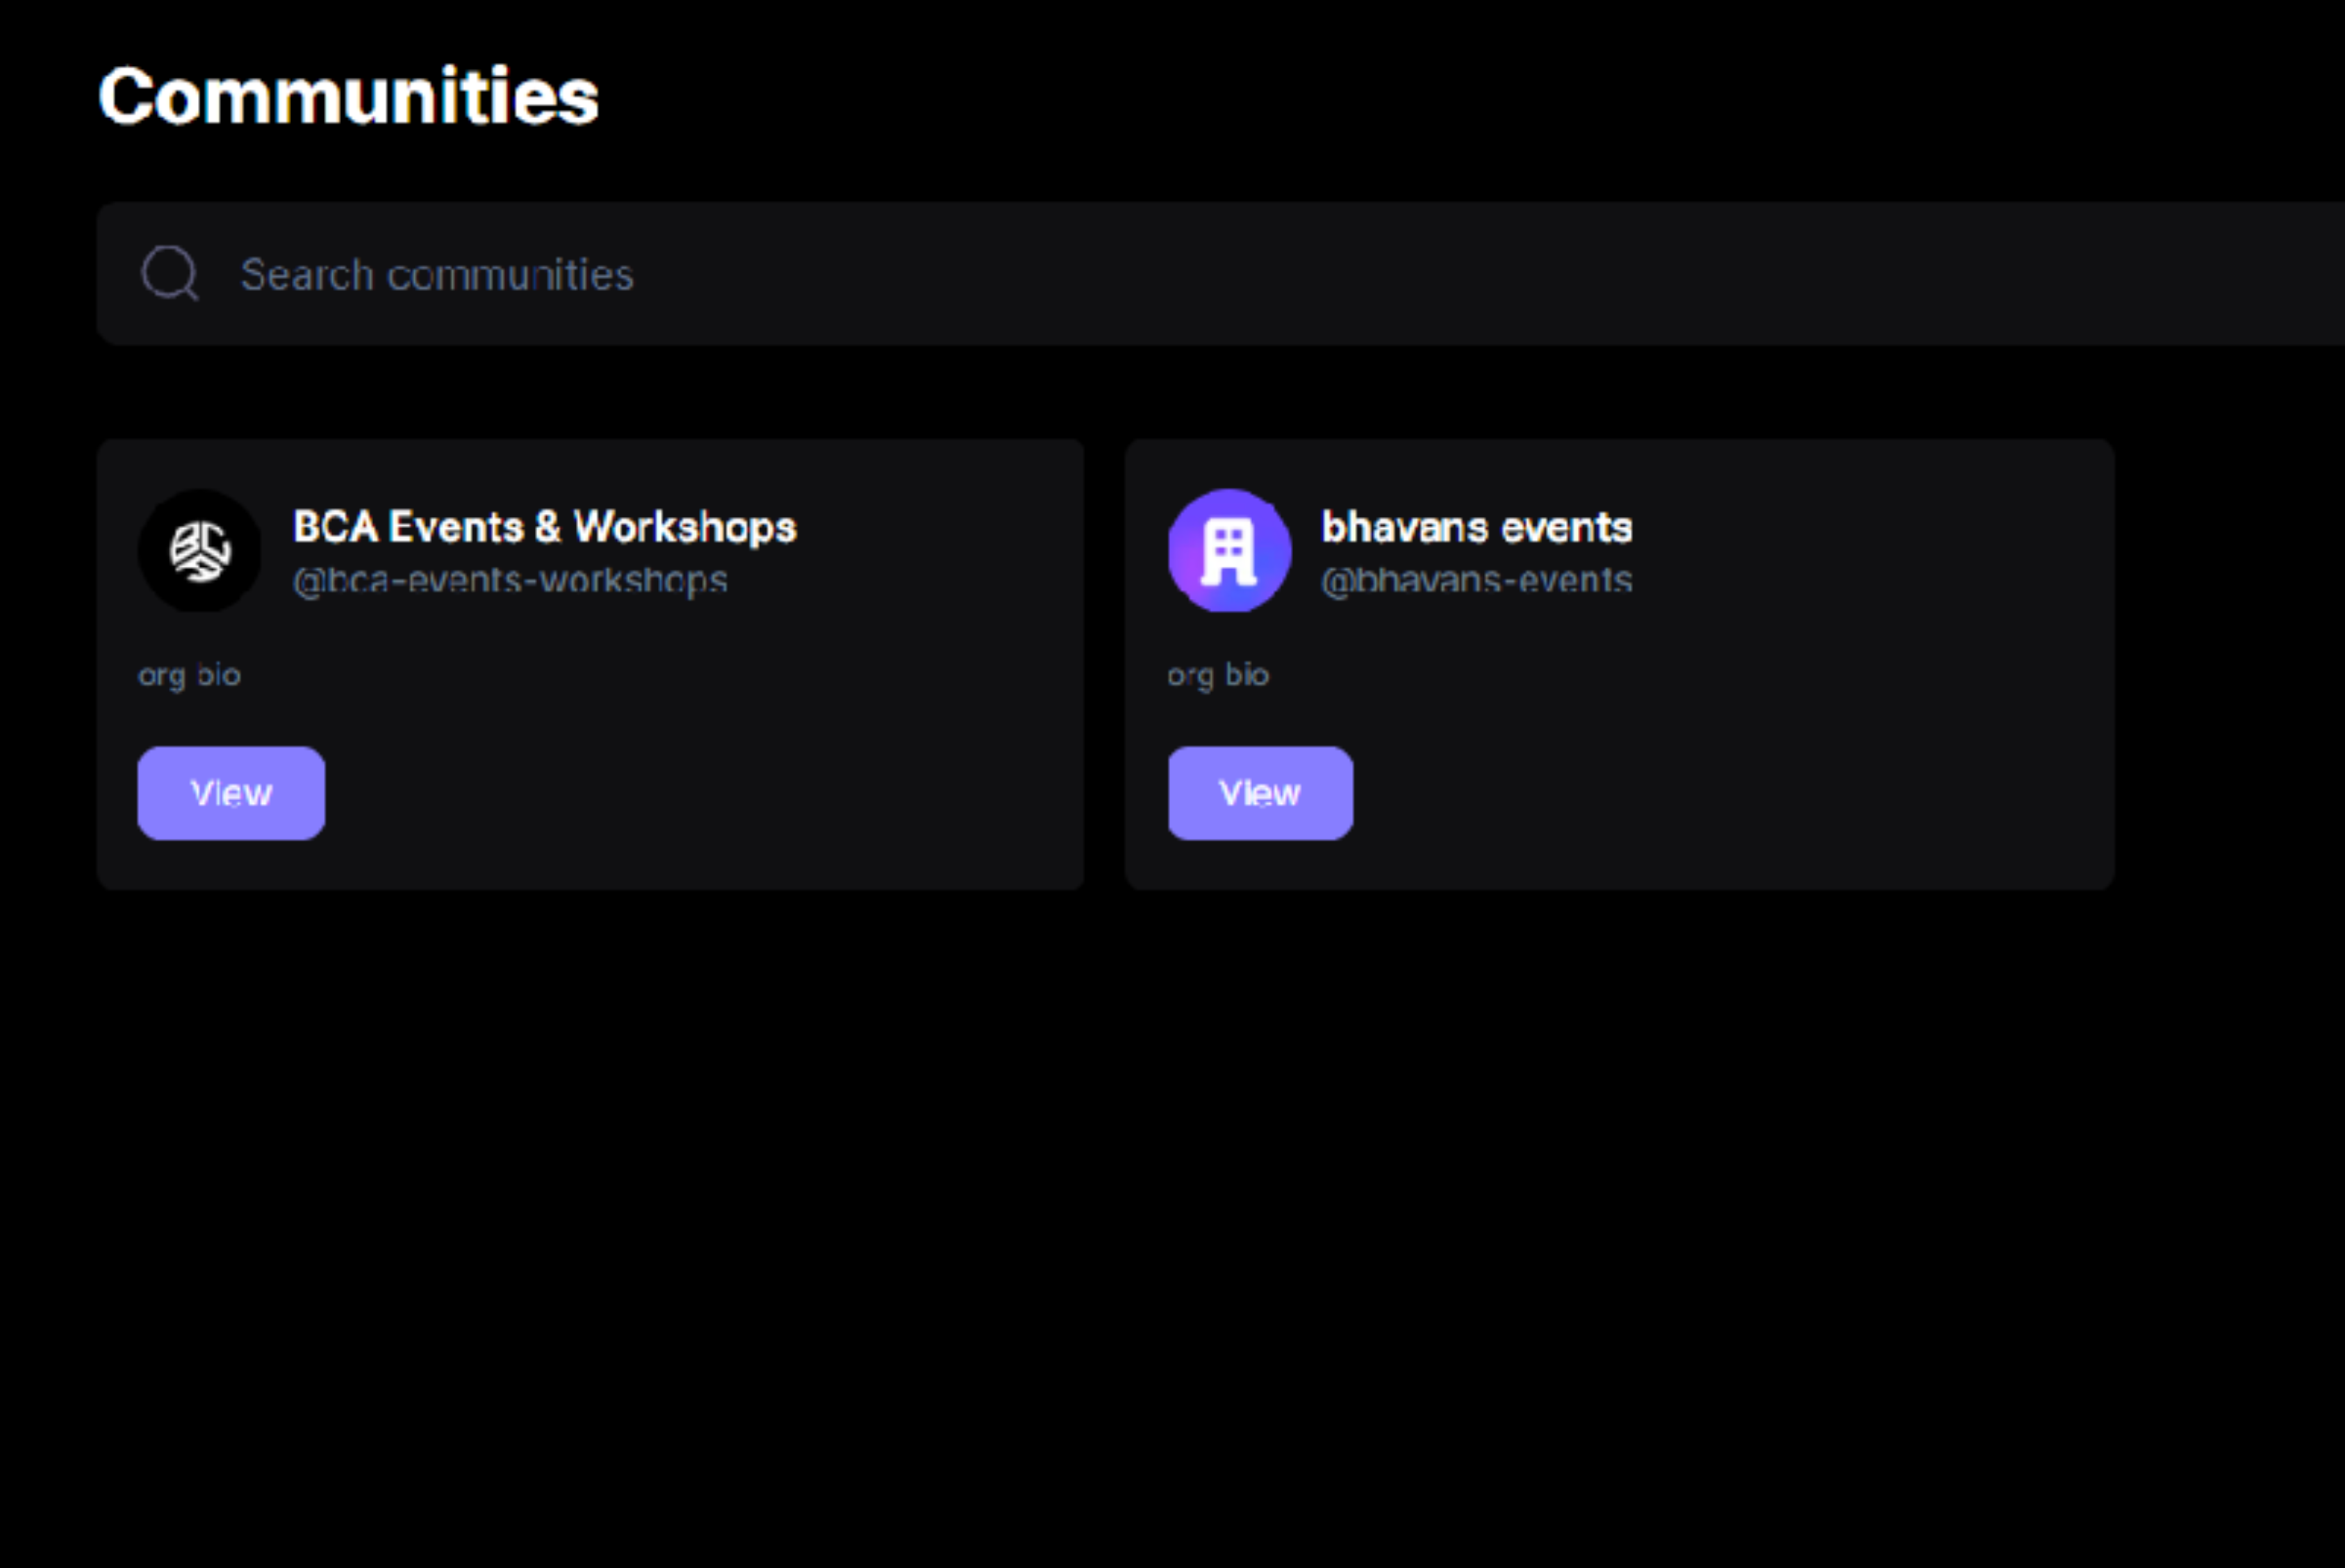 Communities
Search communities
BCA Events & Workshops
@bca-events-workshops
org bio
View
bhavans events
@bhavans-events
org bio
View